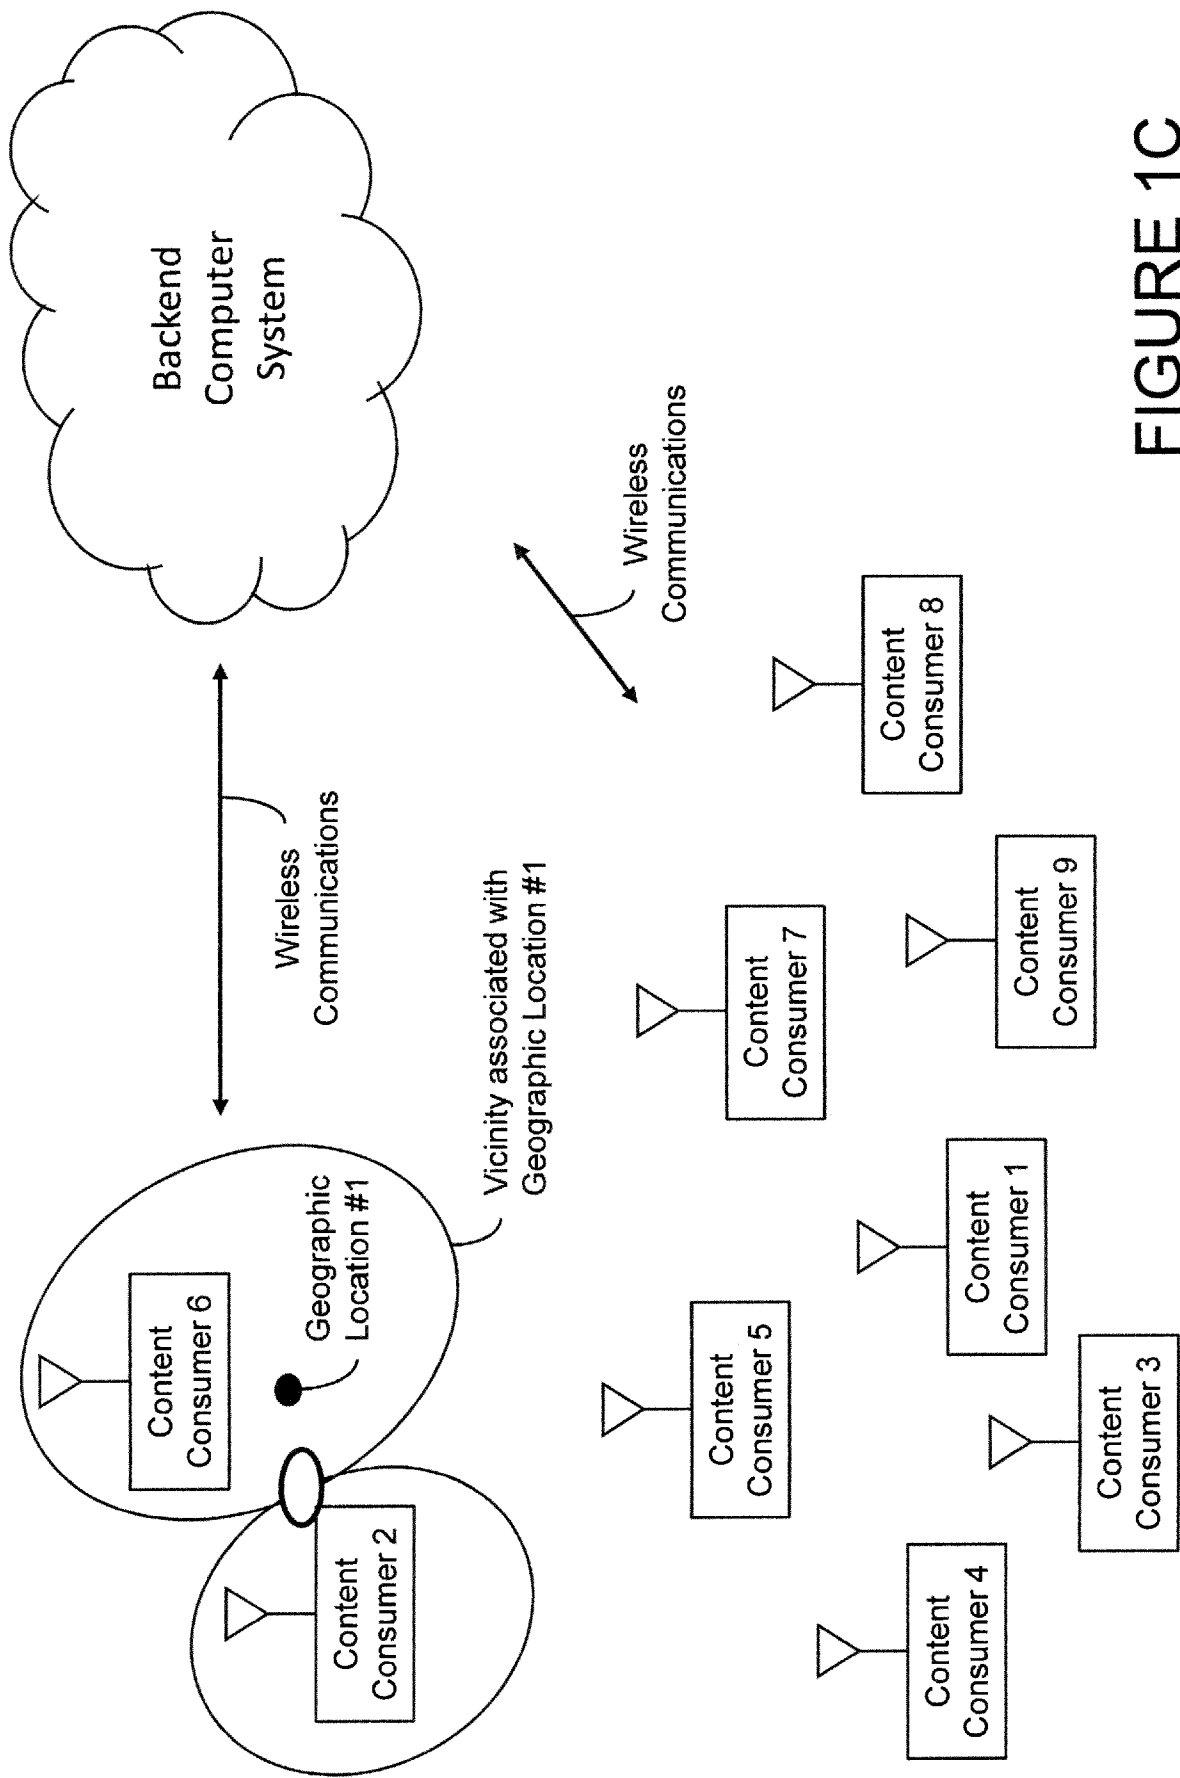 Backend
Computer
System
Wireless
Communications
Wireless
Communications
Vicinity associated with
Geographic Location #1
Geographic
Location #1
Content
Consumer 6
Content
Consumer 2
Content
Consumer 8
Content
Consumer 7
Content
Consumer 9
Content
Consumer 5
Content
Consumer 1
Content
Consumer 3
Content
Consumer 4
FIGURE 1C